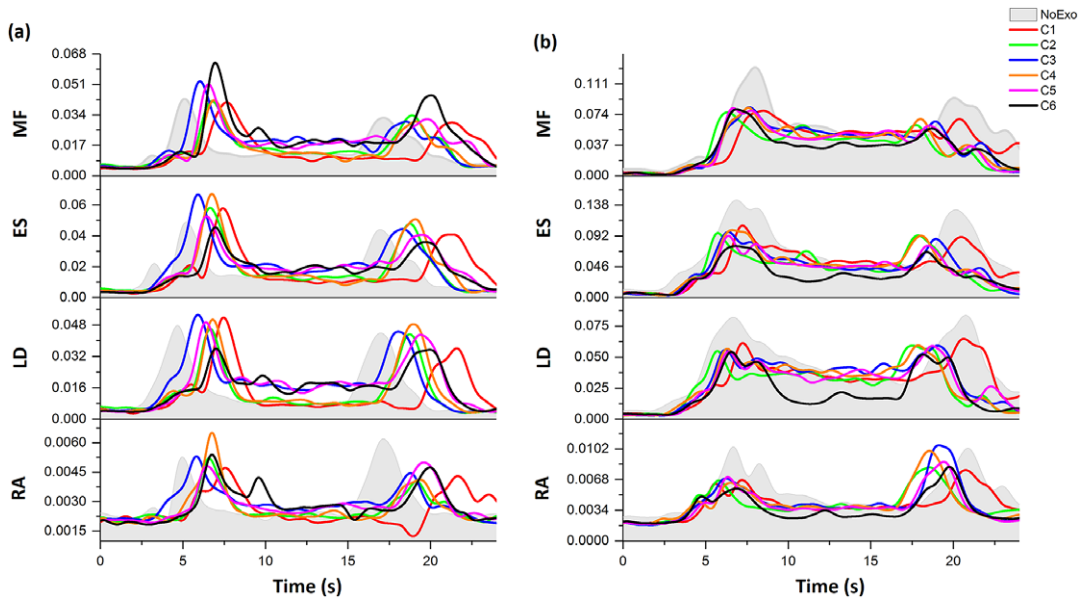 (a)
MF
0.068
0.051
0.034
0.017
0.000
ES
0.06
0.04
0.02
0.00
LD
0.048
0.032
0.016
0.000
RA
0.0060
0.0045
0.0030
0.0015
0 5 10 15 20
Time (s)
(b)
MF
0.111
0.074
0.037
0.000
ES
0.138
0.092
0.046
0.000
LD
0.075
0.050
0.025
0.000
RA
0.0102
0.0068
0.0034
0.0000
0 5 10 15 20
Time (s)
NoExo
C1
C2
C3
C4
C5
C6